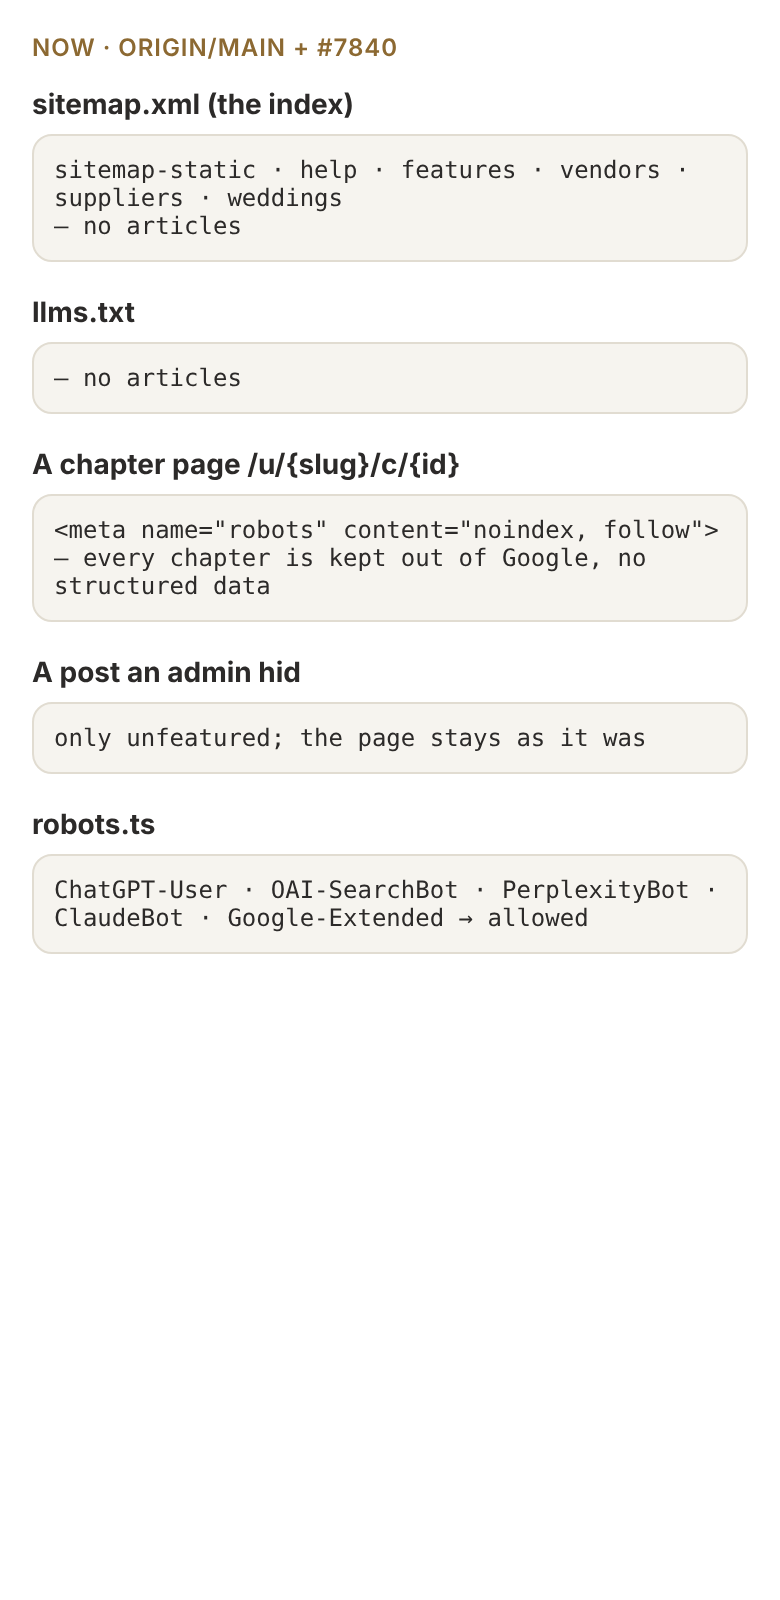 NOW · ORIGIN/MAIN + #7840
sitemap.xml (the index)
sitemap-static · help · features · vendors ·
suppliers · weddings
— no articles
llms.txt
— no articles
A chapter page /u/{slug}/c/{id}
<meta name="robots" content="noindex, follow">
— every chapter is kept out of Google, no
structured data
A post an admin hid
only unfeatured; the page stays as it was
robots.ts
ChatGPT-User · OAI-SearchBot · PerplexityBot ·
ClaudeBot · Google-Extended → allowed